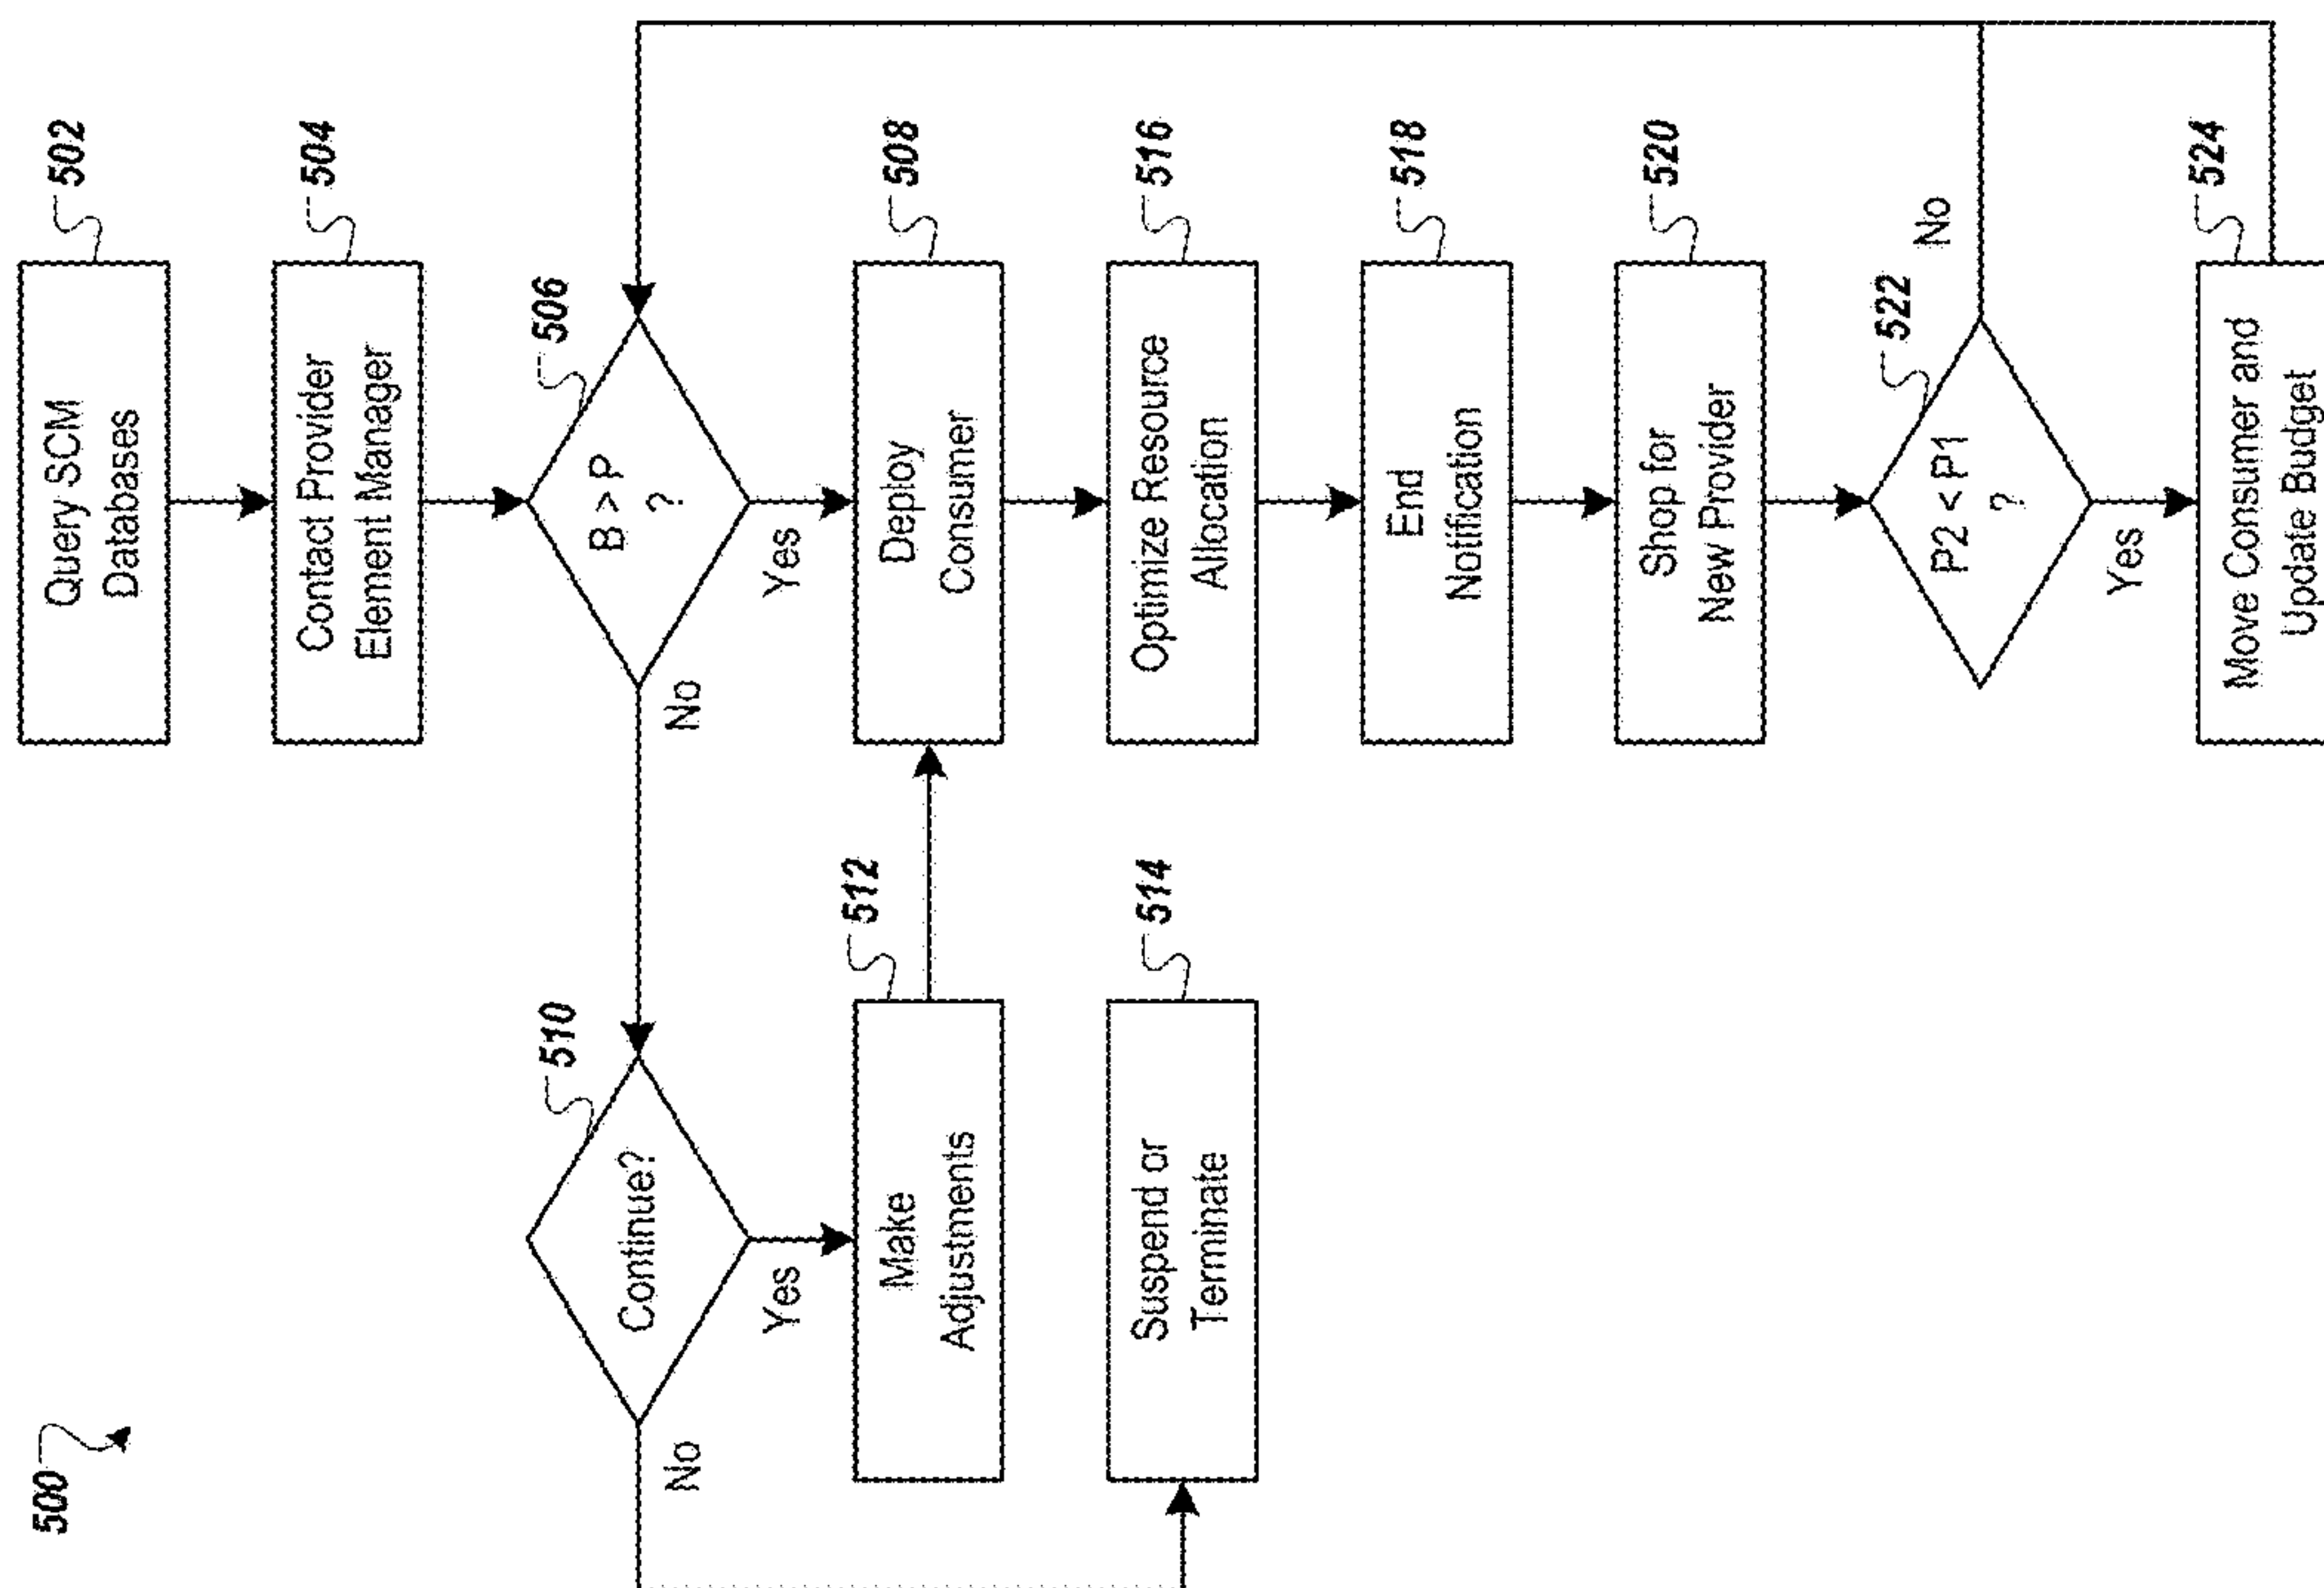 500
502
Query SCM
Databases
504
Contact Provider
Element Manager
506
B > P
?
No
Yes
510
Continue?
No
Yes
512
Make
Adjustments
508
Deploy
Consumer
514
Suspend or
Terminate
516
Optimize Resource
Allocation
518
End
Notification
520
Shop for
New Provider
522
P2 < P1
?
No
Yes
524
Move Consumer and
Update Budget